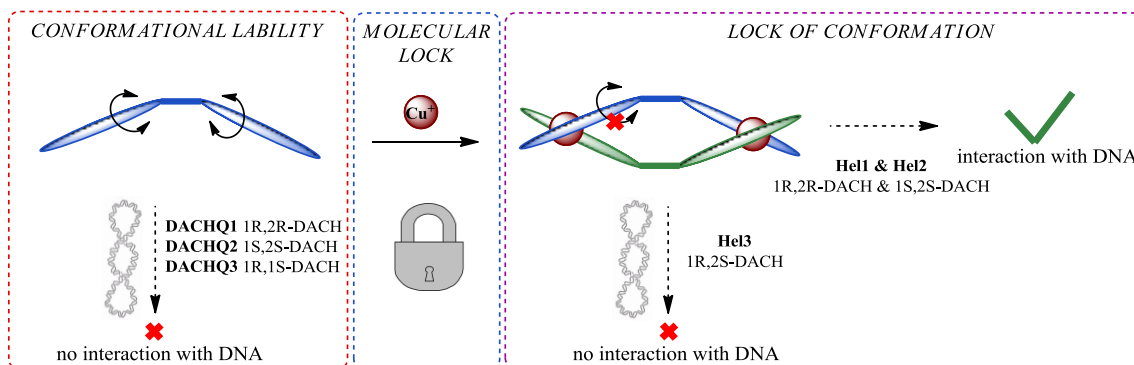 CONFORMATIONAL LABILITY
DACHQ1 1R,2R-DACH
DACHQ2 1S,2S-DACH
DACHQ3 1R,1S-DACH
no interaction with DNA
MOLECULAR
LOCK
Cu+
LOCK OF CONFORMATION
Hel1 & Hel2
1R,2R-DACH & 1S,2S-DACH
interaction with DNA
Hel3
1R,2S-DACH
no interaction with DNA